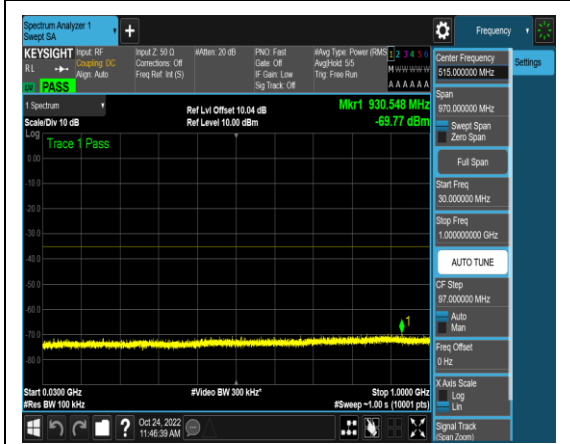 Spectrum Analyzer 1
Swept SA
+
Frequency
KEYSIGHT
RL
PASS
Input: RF
Coupling: DC
Align: Auto
Input Z: 50 Ω
Corrections: Off
Freq Ref: Int (S)
#Atten: 20 dB
PNO: Fast
Gate: Off
IF Gain: Low
Sig Track: Off
#Avg Type: Power (RMS
Avg|Hold: 5/5
Trig: Free Run
1 2 3 4 5 6
M W W W W W
A A A A A A
1 Spectrum
Scale/Div 10 dB
Log
Ref Lvl Offset 10.04 dB
Ref Level 10.00 dBm
Mkr1 930.548 MHz
-69.77 dBm
Trace 1 Pass
0.00
-10.0
-20.0
-30.0
-40.0
-50.0
-60.0
-70.0
-80.0
1
Start 0.0300 GHz
#Res BW 100 kHz
#Video BW 300 kHz*
Stop 1.0000 GHz
#Sweep ~1.00 s (10001 pts)
Center Frequency
515.000000 MHz
Settings
Span
970.000000 MHz
Swept Span
Zero Span
Full Span
Start Freq
30.000000 MHz
Stop Freq
1.000000000 GHz
AUTO TUNE
CF Step
97.000000 MHz
Auto
Man
Freq Offset
0 Hz
X Axis Scale
Log
Lin
Signal Track
(Span Zoom)
?
Oct 24, 2022
11:46:39 AM